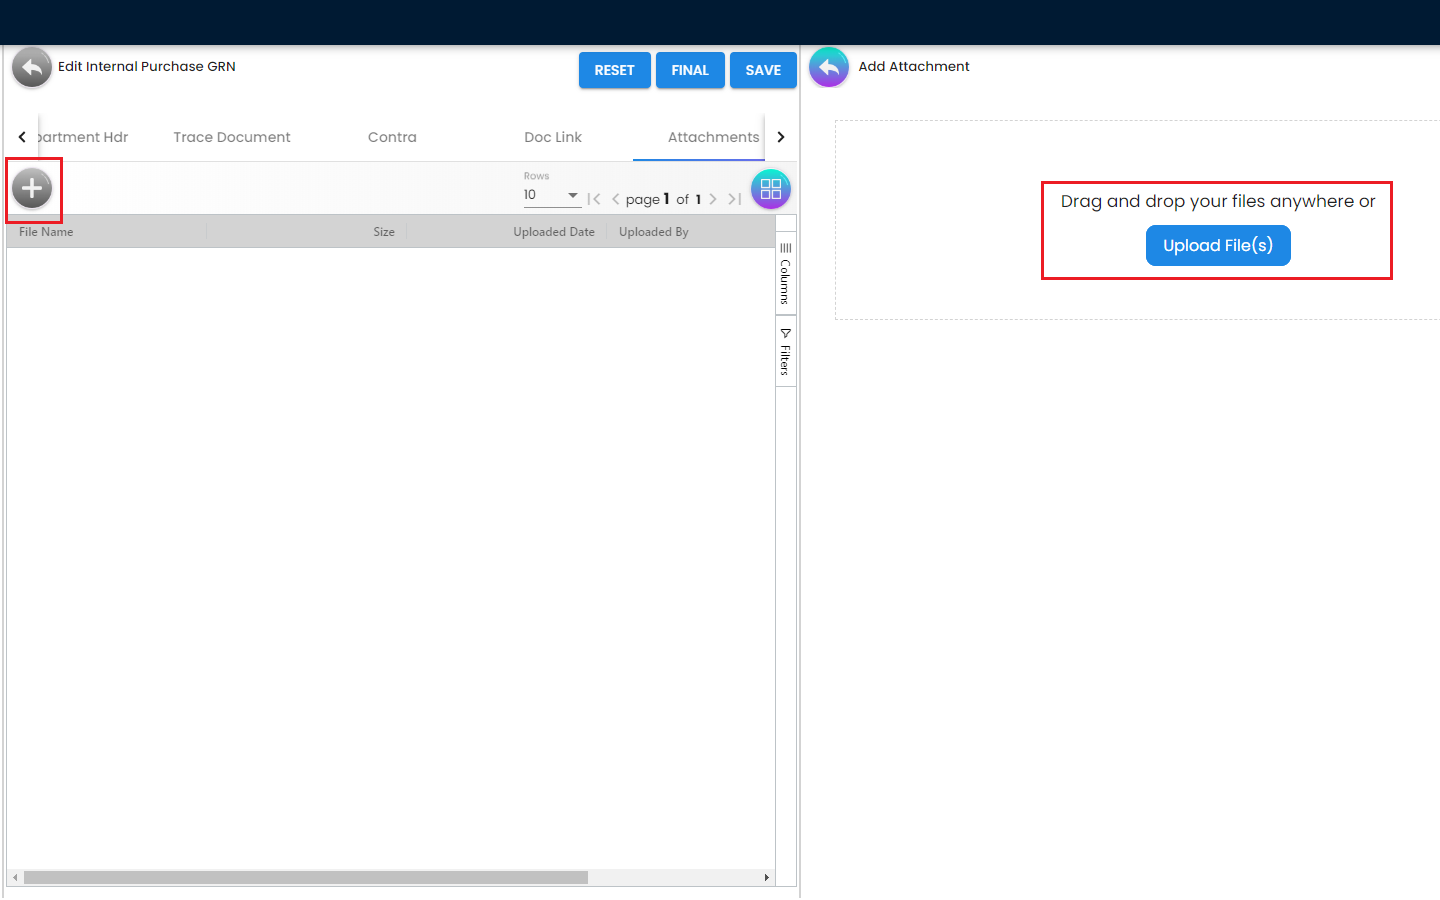 Edit Internal Purchase GRN
RESET
FINAL
SAVE
Add Attachment
partment Hdr
Trace Document
Contra
Doc Link
Attachments
Rows
10
page 1 of 1
File Name
Size
Uploaded Date
Uploaded By
Columns
Filters
Drag and drop your files anywhere or
Upload File(s)